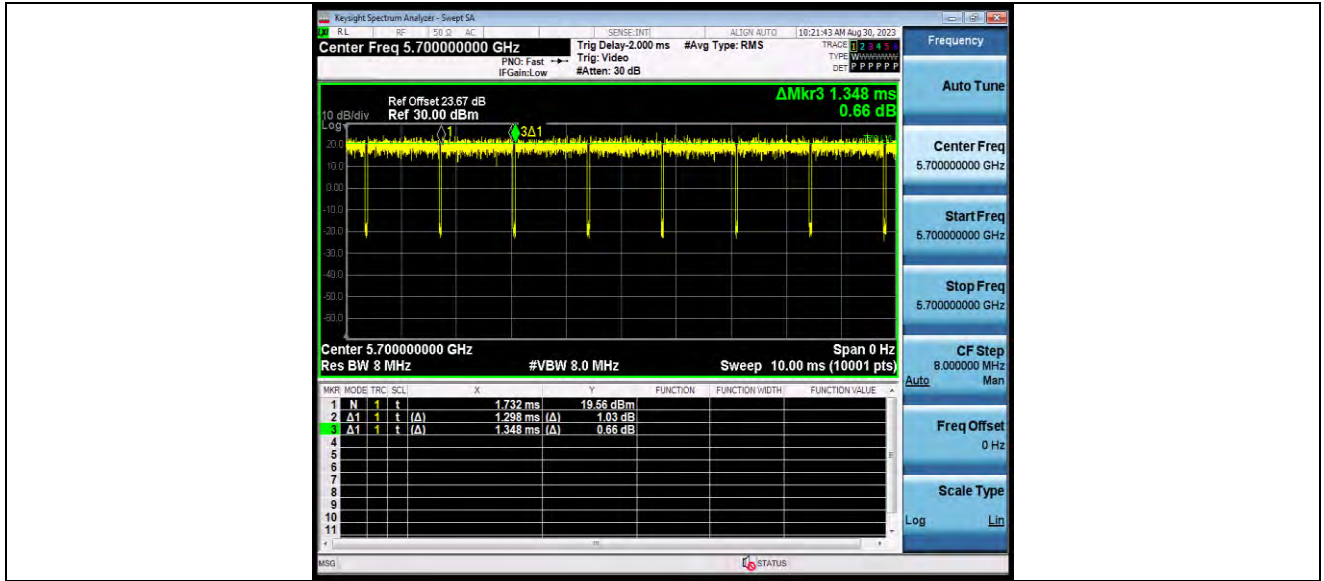 Keysight Spectrum Analyzer - Swept SA
RL RF 50 Ω AC SENSE:INT ALIGN AUTO 10:21:43 AM Aug 30, 2023
Center Freq 5.700000000 GHz Trig Delay-2.000 ms #Avg Type: RMS TRACE 1 2 3 4 5 6
PNO: Fast Trig: Video TYPE WWWWWW
IFGain:Low #Atten: 30 dB DET P P P P P P
ΔMkr3 1.348 ms
Ref Offset 23.67 dB
10 dB/div Ref 30.00 dBm 0.66 dB
Log
1 3Δ1
20.0
10.0
0.00
-10.0
-20.0
-30.0
-40.0
-50.0
-60.0
Center 5.700000000 GHz Span 0 Hz
Res BW 8 MHz #VBW 8.0 MHz Sweep 10.00 ms (10001 pts)
MKR MODE TRC SCL X Y FUNCTION FUNCTION WIDTH FUNCTION VALUE
1 N 1 t 1.732 ms 19.56 dBm
2 Δ1 1 t (Δ) 1.298 ms (Δ) 1.03 dB
3 Δ1 1 t (Δ) 1.348 ms (Δ) 0.66 dB
4
5
6
7
8
9
10
11
MSG STATUS
Frequency
Auto Tune
Center Freq
5.700000000 GHz
Start Freq
5.700000000 GHz
Stop Freq
5.700000000 GHz
CF Step
8.000000 MHz
Auto Man
Freq Offset
0 Hz
Scale Type
Log Lin